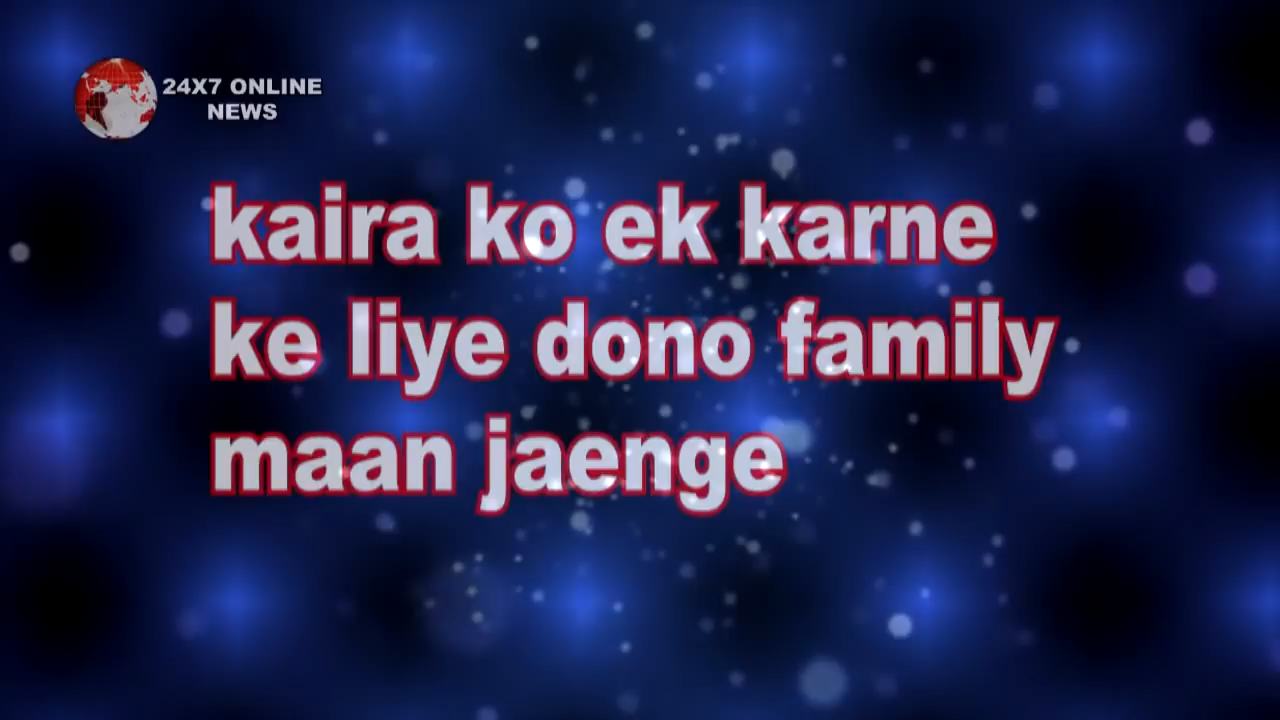 24X7 ONLINE
NEWS
kaira ko ek karne
ke liye dono family
maan jaenge